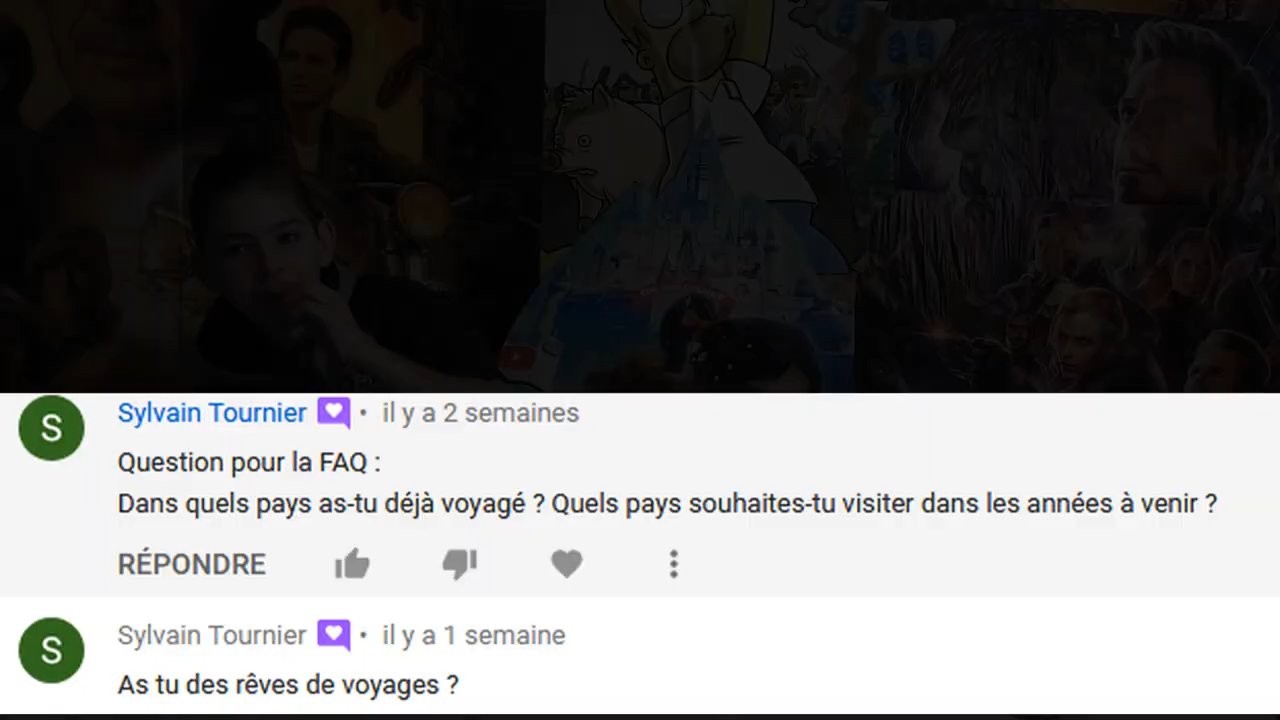 S
Sylvain Tournier • il y a 2 semaines
Question pour la FAQ :
Dans quels pays as-tu déjà voyagé ? Quels pays souhaites-tu visiter dans les années à venir ?
RÉPONDRE
S
Sylvain Tournier • il y a 1 semaine
As tu des rêves de voyages ?